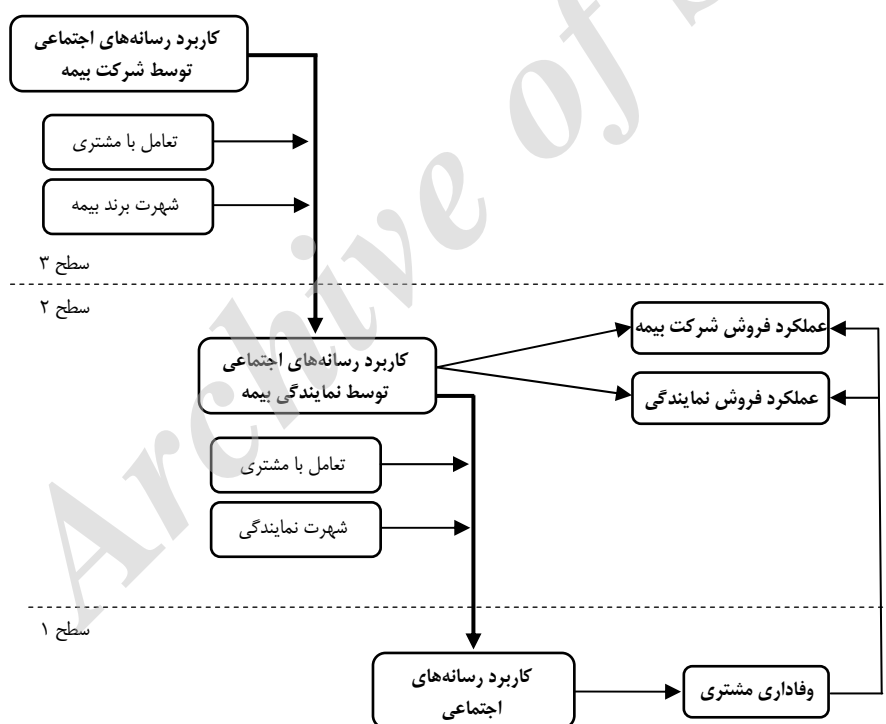 کاربرد رسانه‌های اجتماعی
توسط شرکت بیمه
تعامل با مشتری
شهرت برند بیمه
سطح ۳
سطح ۲
عملکرد فروش شرکت بیمه
کاربرد رسانه‌های اجتماعی
توسط نمایندگی بیمه
عملکرد فروش نمایندگی
تعامل با مشتری
شهرت نمایندگی
سطح ۱
کاربرد رسانه‌های
اجتماعی
وفاداری مشتری
Archive of